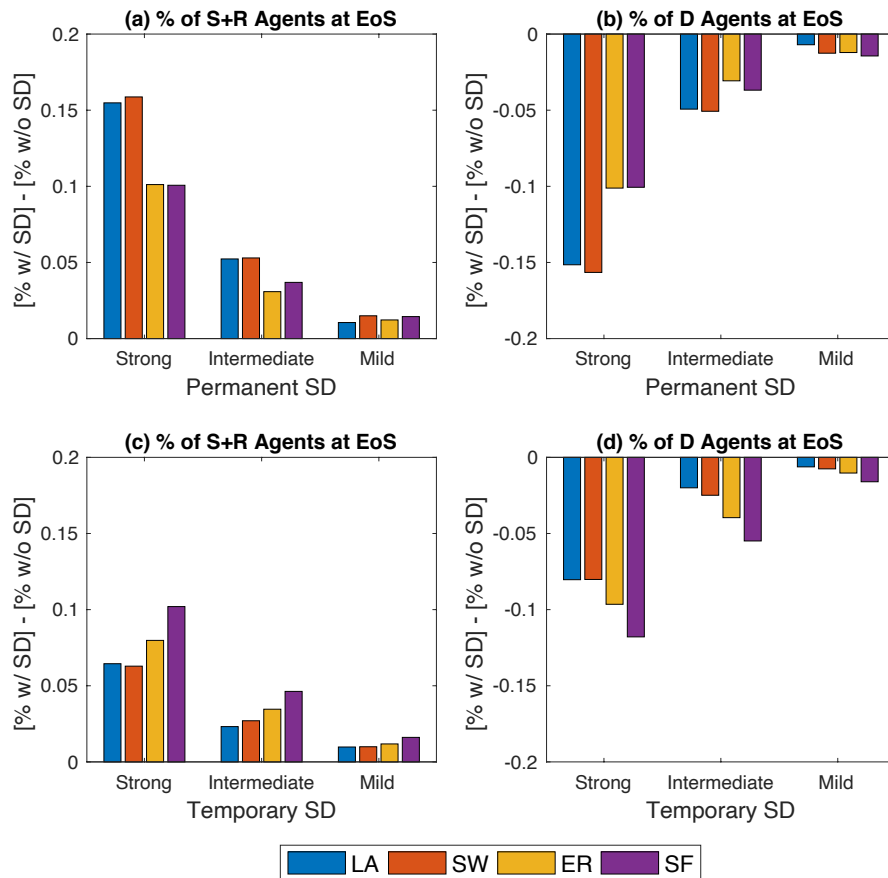 (a) % of S+R Agents at EoS
[% w/ SD] - [% w/o SD]
0.2
0.15
0.1
0.05
0
Strong Intermediate Mild
Permanent SD
(b) % of D Agents at EoS
[% w/ SD] - [% w/o SD]
0
-0.05
-0.1
-0.15
-0.2
Strong Intermediate Mild
Permanent SD
(c) % of S+R Agents at EoS
[% w/ SD] - [% w/o SD]
0.2
0.15
0.1
0.05
0
Strong Intermediate Mild
Temporary SD
(d) % of D Agents at EoS
[% w/ SD] - [% w/o SD]
0
-0.05
-0.1
-0.15
-0.2
Strong Intermediate Mild
Temporary SD
LA SW ER SF